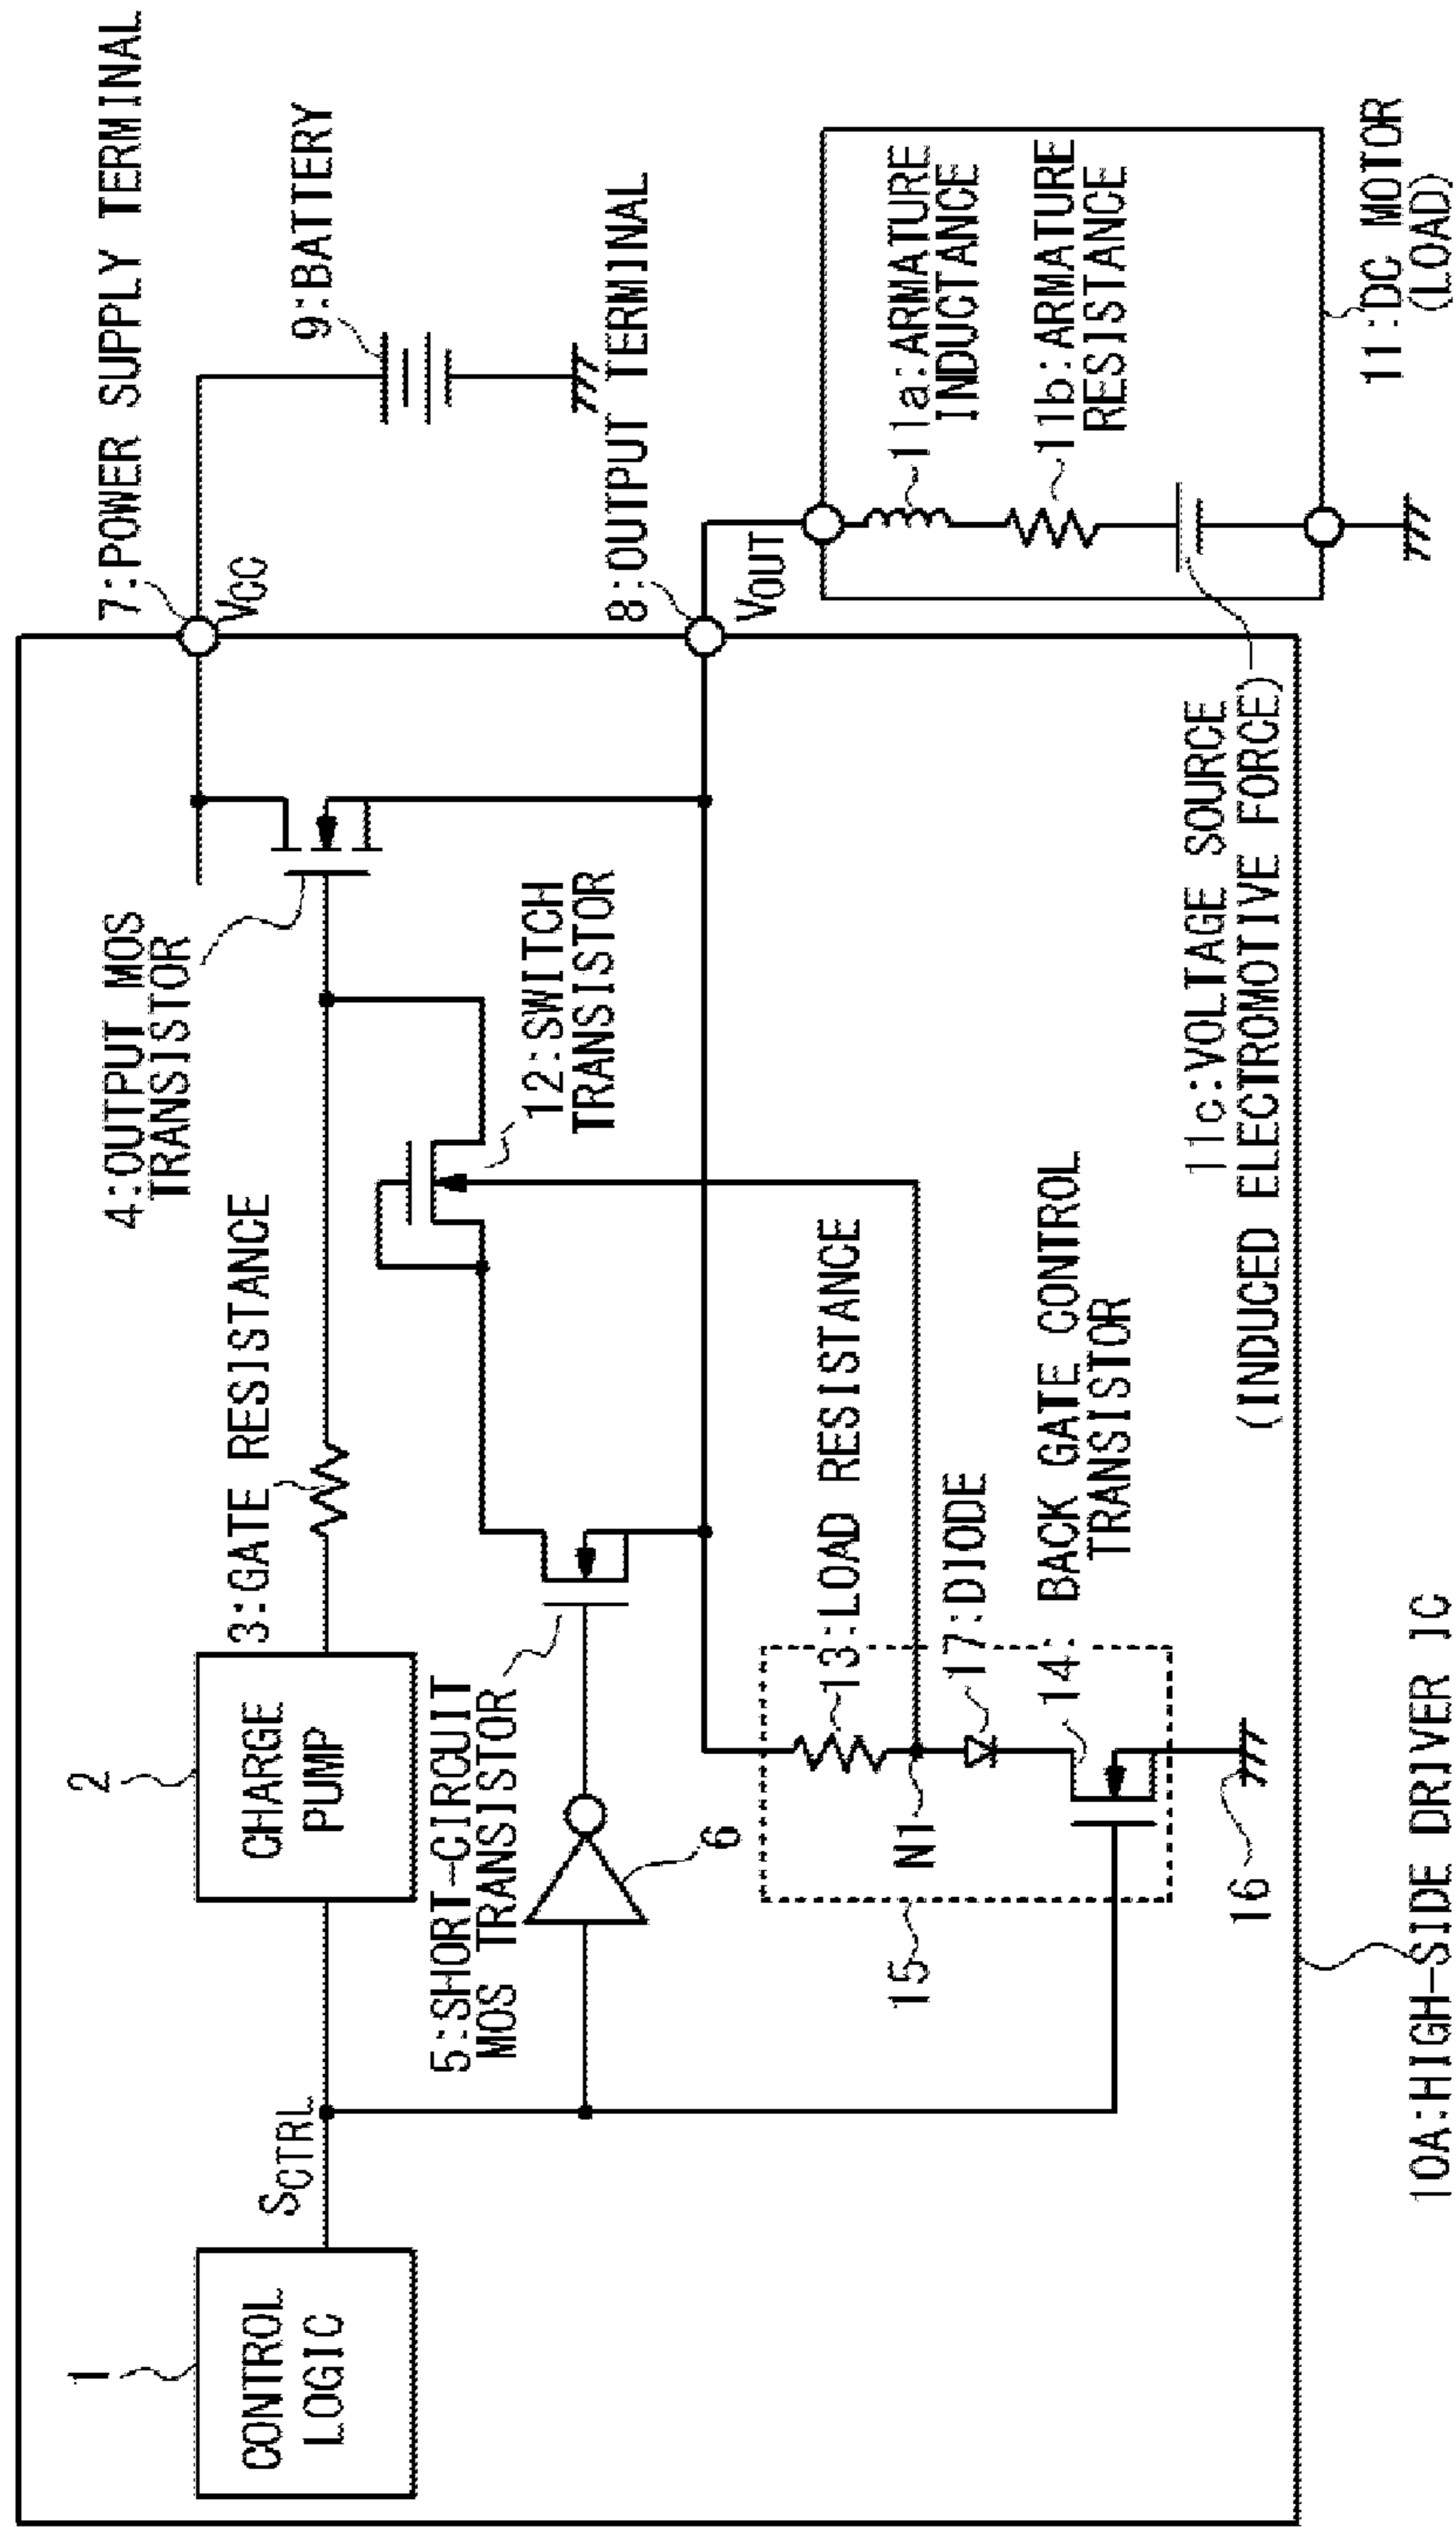 7:POWER SUPPLY TERMINAL
VCC
9:BATTERY
8:OUTPUT TERMINAL
VOUT
11a:ARMATURE
INDUCTANCE
11b:ARMATURE
RESISTANCE
11:DC MOTOR
(LOAD)
11c:VOLTAGE SOURCE
(INDUCED ELECTROMOTIVE FORCE)
4:OUTPUT MOS
TRANSISTOR
12:SWITCH
TRANSISTOR
3:GATE RESISTANCE
2
CHARGE
PUMP
5:SHORT-CIRCUIT
MOS TRANSISTOR
6
13:LOAD RESISTANCE
N1
17:DIODE
14: BACK GATE CONTROL
TRANSISTOR
15
16
SCTRL
1
CONTROL
LOGIC
10A:HIGH-SIDE DRIVER IC